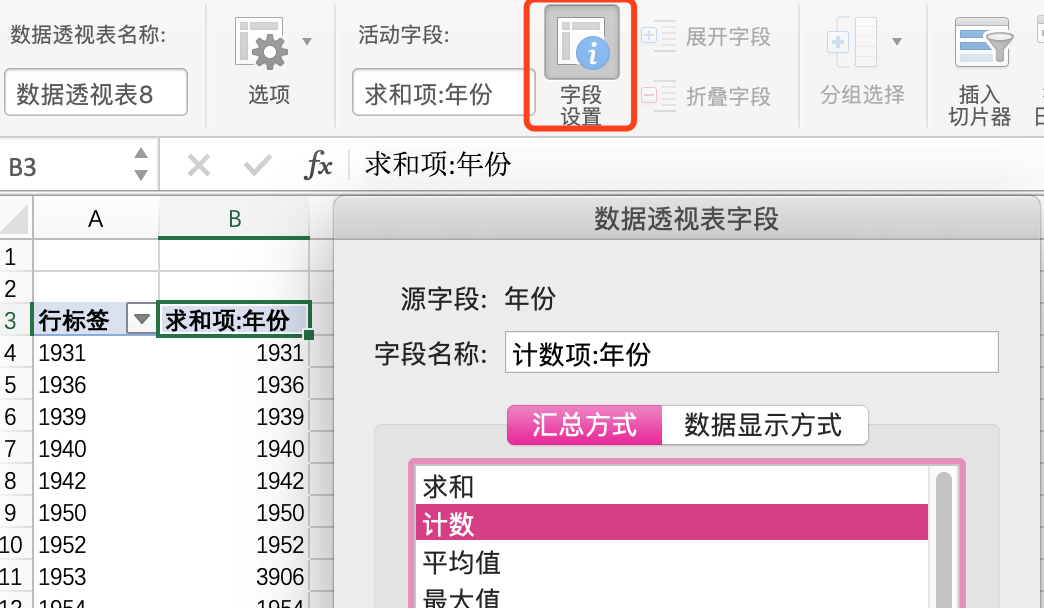 数据透视表名称:
数据透视表8
选项
活动字段:
求和项:年份
字段
设置
展开字段
折叠字段
分组选择
插入
切片器
B3
fx
求和项:年份
A B
1
2
3 行标签 求和项:年份
4 1931 1931
5 1936 1936
6 1939 1939
7 1940 1940
8 1942 1942
9 1950 1950
10 1952 1952
11 1953 3906
12 1954 1954
数据透视表字段
源字段: 年份
字段名称: 计数项:年份
汇总方式 数据显示方式
求和
计数
平均值
最大值